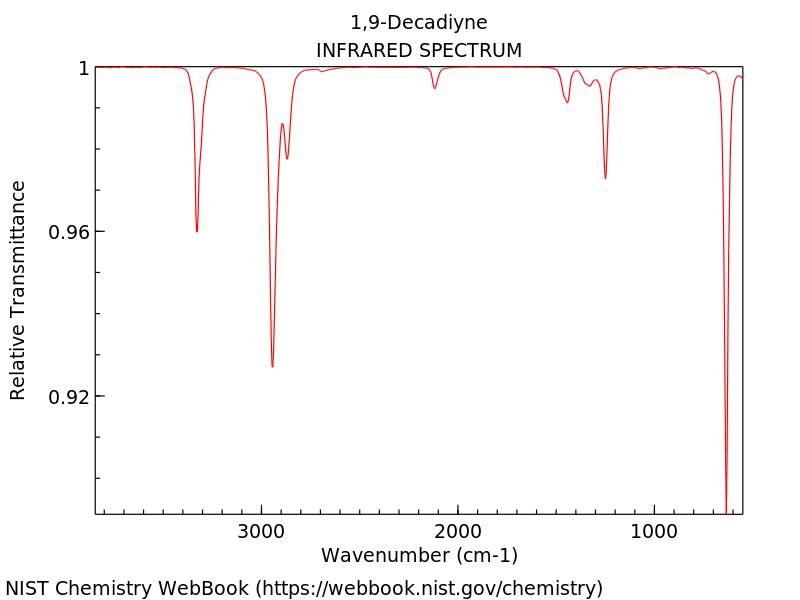 1,9-Decadiyne
INFRARED SPECTRUM
1
0.96
0.92
Relative Transmittance
3000 2000 1000
Wavenumber (cm-1)
NIST Chemistry WebBook (https://webbook.nist.gov/chemistry)